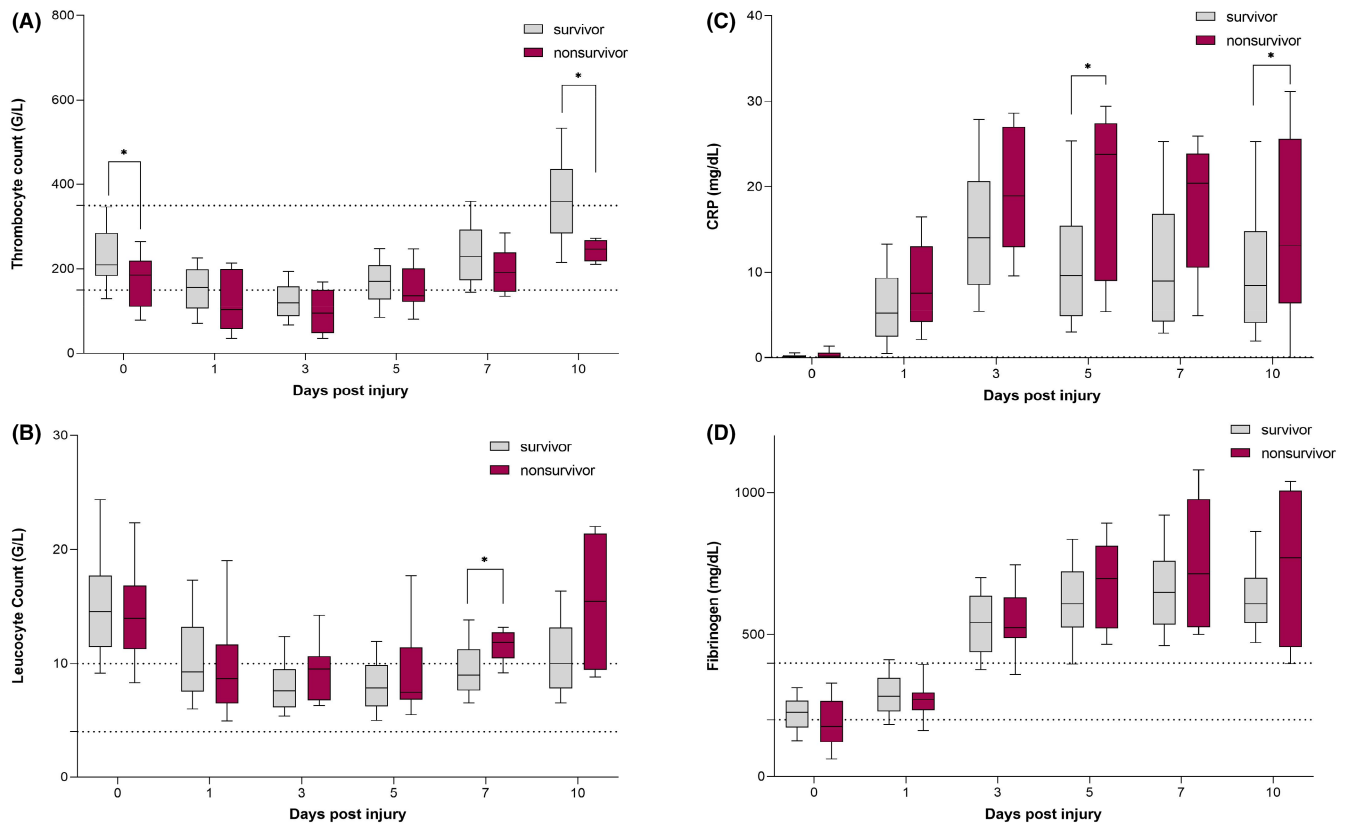 (A)
Thrombocyte count (G/L)
800
600
400
200
0
survivor
nonsurvivor
*
*
0 1 3 5 7 10
Days post injury
(C)
CRP (mg/dL)
40
30
20
10
0
survivor
nonsurvivor
*
*
0 1 3 5 7 10
Days post injury
(B)
Leucocyte Count (G/L)
30
20
10
0
survivor
nonsurvivor
*
0 1 3 5 7 10
Days post injury
(D)
Fibrinogen (mg/dL)
1000
500
0
survivor
nonsurvivor
0 1 3 5 7 10
Days post injury